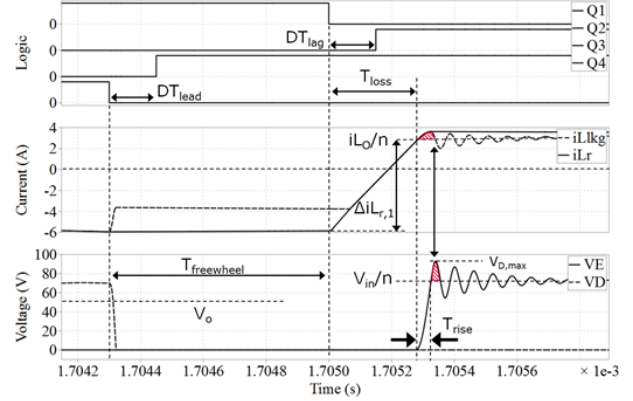 0
Q1
0
DT_lag
Q2
Logic
Q3
0
T_loss
Q4
0
DT_lead
4
iL_O/n
iLlkg
Current (A)
2
iLr
0
-2
-4
ΔiL_r,1
-6
100
T_freewheel
V_in/n
V_D,max
VE
Voltage (V)
80
VD
60
V_o
40
T_rise
20
0
1.7042
1.7044
1.7046
1.7048
1.7050
1.7052
1.7054
1.7056
× 1e-3
Time (s)